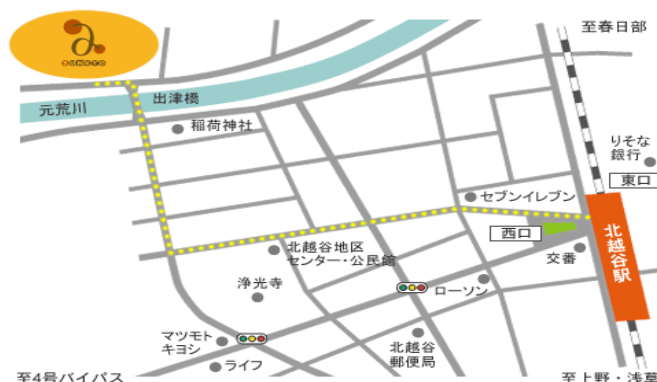 至春日部
SUNOYO
元荒川
出津橋
稲荷神社
りそな
銀行
東口
セブンイレブン
西口
北越谷駅
北越谷地区
センター・公民館
交番
浄光寺
ローソン
マツモト
キヨシ
北越谷
郵便局
ライフ
至4号バイパス
至上野・浅草